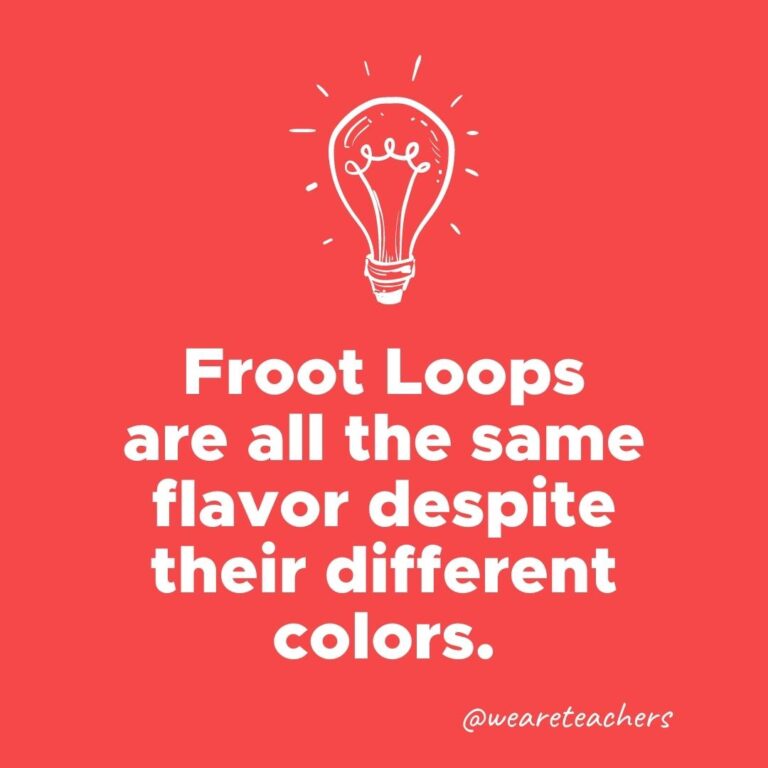 Froot Loops
are all the same
flavor despite
their different
colors.
@weareteachers